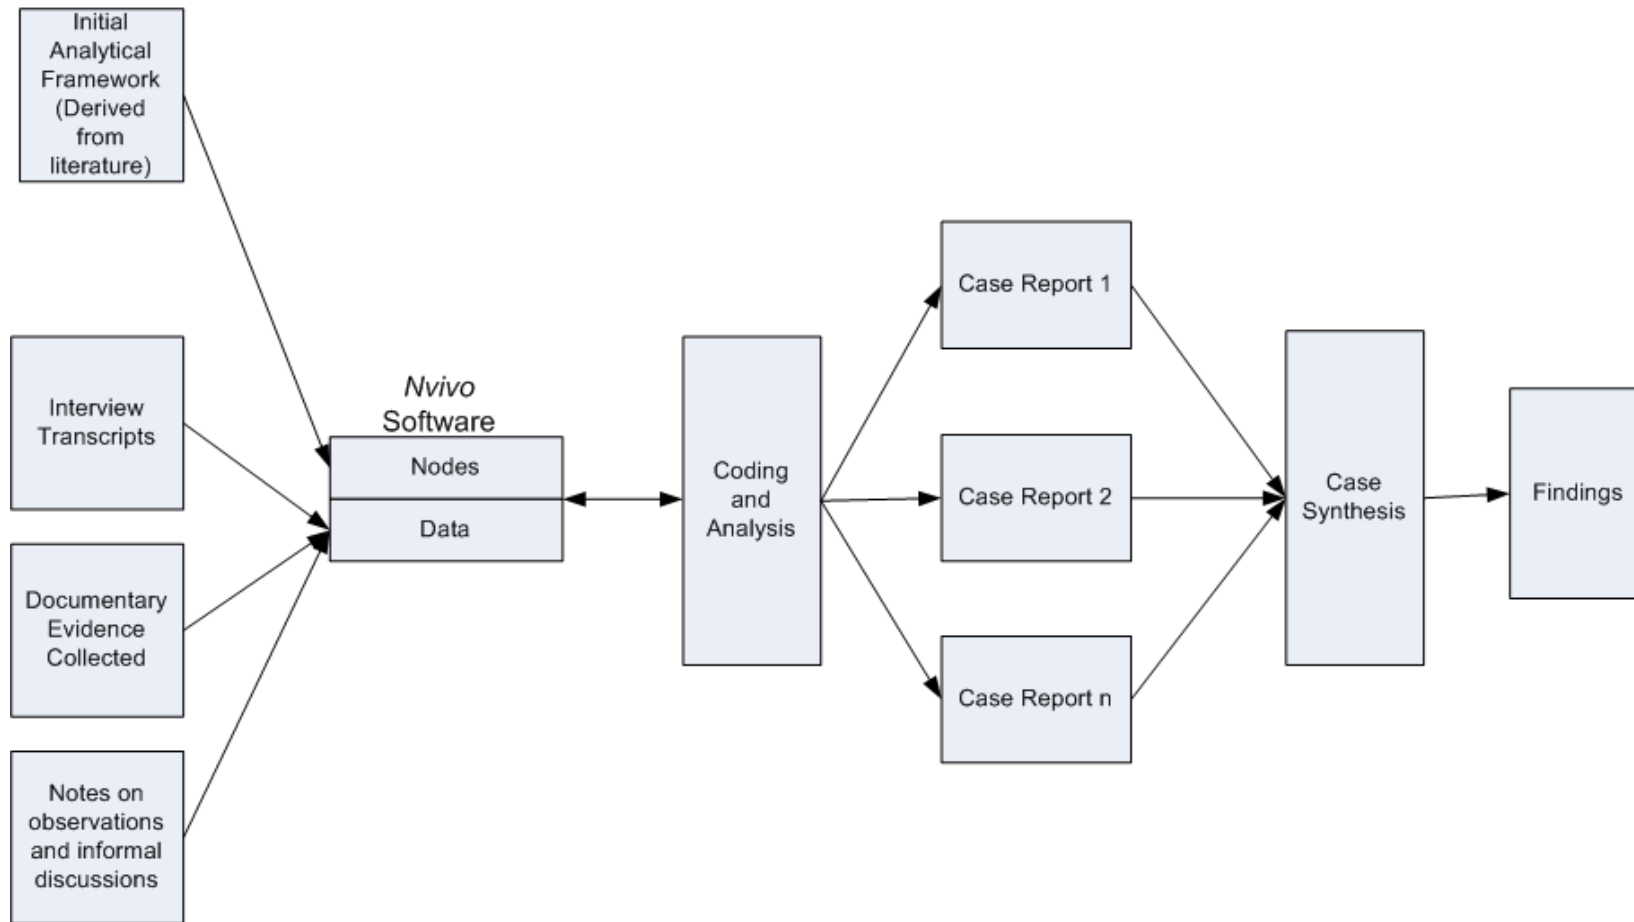 Initial
Analytical
Framework
(Derived
from
literature)
Interview
Transcripts
Documentary
Evidence
Collected
Notes on
observations
and informal
discussions
Nvivo
Software
Nodes
Data
Coding
and
Analysis
Case Report 1
Case Report 2
Case Report n
Case
Synthesis
Findings